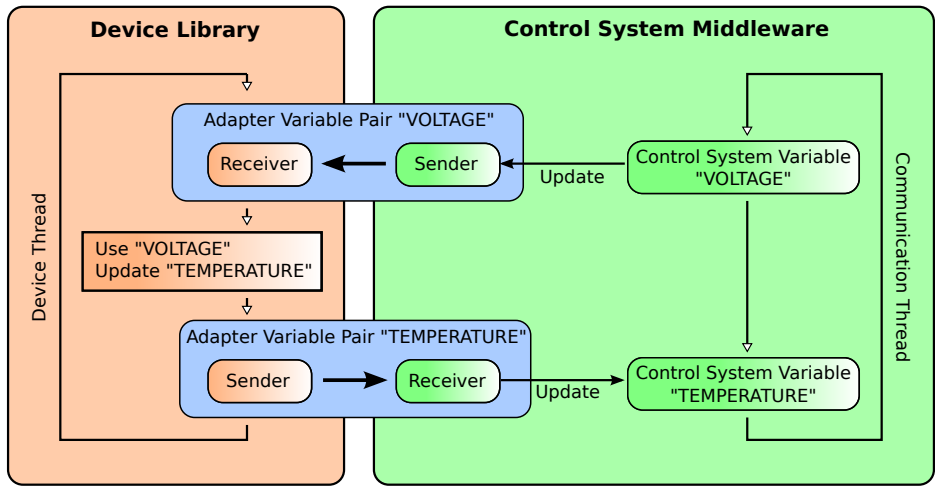 Device Library
Control System Middleware
Adapter Variable Pair "VOLTAGE"
Receiver
Sender
Update
Control System Variable
"VOLTAGE"
Device Thread
Communication Thread
Use "VOLTAGE"
Update "TEMPERATURE"
Adapter Variable Pair "TEMPERATURE"
Sender
Receiver
Update
Control System Variable
"TEMPERATURE"